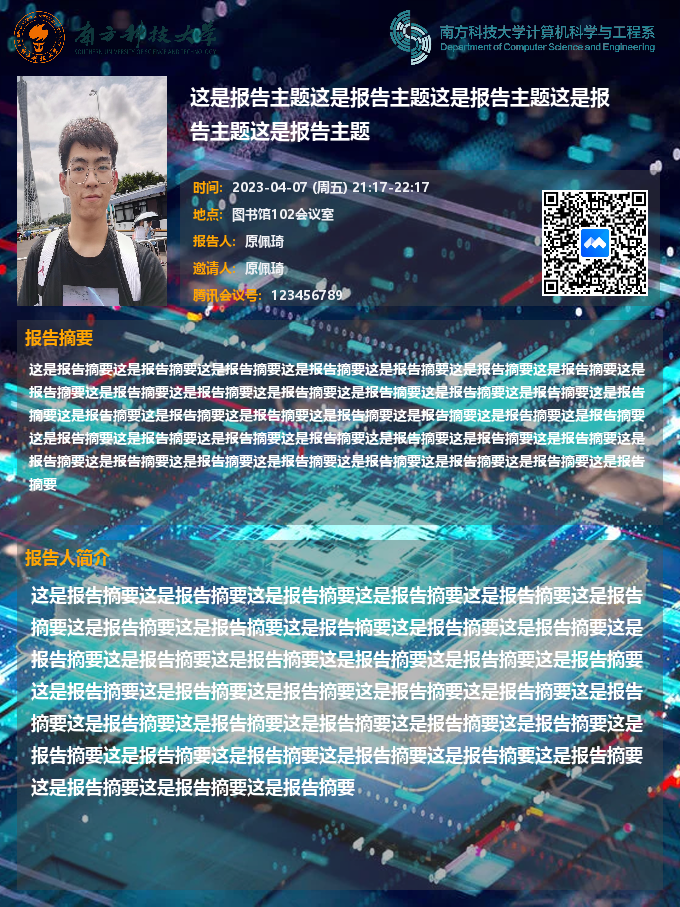 南方科技大学
SOUTHERN UNIVERSITY OF SCIENCE AND TECHNOLOGY
南方科技大学计算机科学与工程系
Department of Computer Science and Engineering
这是报告主题这是报告主题这是报告主题这是报
告主题这是报告主题
时间: 2023-04-07 (周五) 21:17-22:17
地点: 图书馆102会议室
报告人: 原佩琦
邀请人: 原佩琦
腾讯会议号: 123456789
报告摘要
这是报告摘要这是报告摘要这是报告摘要这是报告摘要这是报告摘要这是报告摘要这是报告摘要这是
报告摘要这是报告摘要这是报告摘要这是报告摘要这是报告摘要这是报告摘要这是报告摘要这是报告
摘要这是报告摘要这是报告摘要这是报告摘要这是报告摘要这是报告摘要这是报告摘要这是报告摘要
这是报告摘要这是报告摘要这是报告摘要这是报告摘要这是报告摘要这是报告摘要这是报告摘要这是
报告摘要这是报告摘要这是报告摘要这是报告摘要这是报告摘要这是报告摘要这是报告摘要这是报告
摘要
报告人简介
这是报告摘要这是报告摘要这是报告摘要这是报告摘要这是报告摘要这是报告
摘要这是报告摘要这是报告摘要这是报告摘要这是报告摘要这是报告摘要这是
报告摘要这是报告摘要这是报告摘要这是报告摘要这是报告摘要这是报告摘要
这是报告摘要这是报告摘要这是报告摘要这是报告摘要这是报告摘要这是报告
摘要这是报告摘要这是报告摘要这是报告摘要这是报告摘要这是报告摘要这是
报告摘要这是报告摘要这是报告摘要这是报告摘要这是报告摘要这是报告摘要
这是报告摘要这是报告摘要这是报告摘要